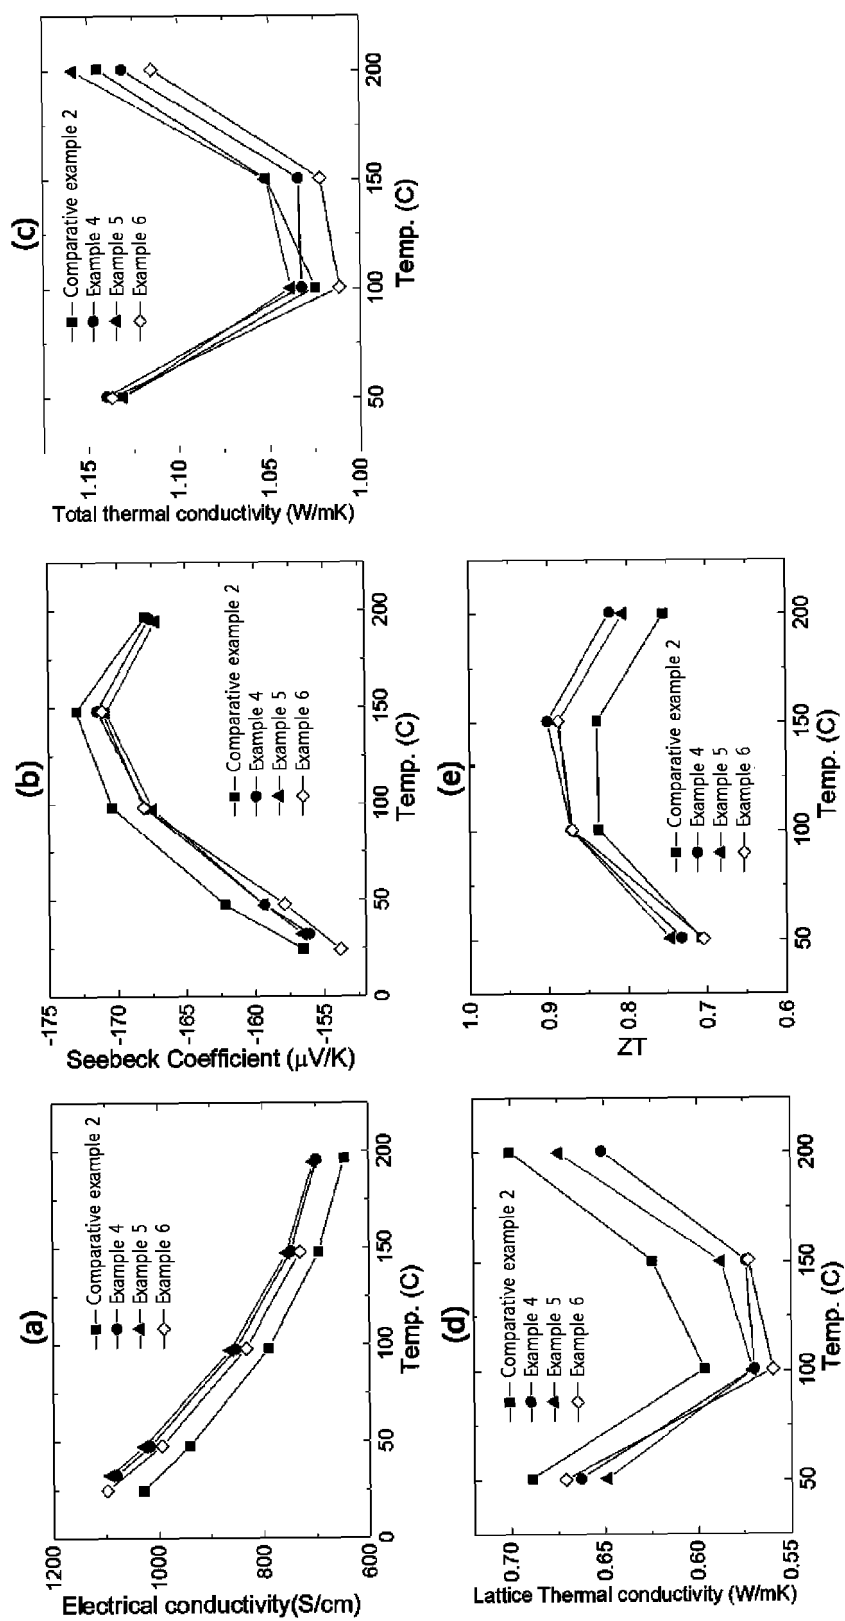 (a)
Electrical conductivity(S/cm)
1200
1000
800
600
Comparative example 2
Example 4
Example 5
Example 6
0
50
100
150
200
Temp. (C)
(b)
Seebeck Coefficient (μV/K)
-175
-170
-165
-160
-155
Comparative example 2
Example 4
Example 5
Example 6
0
50
100
150
200
Temp. (C)
(c)
Total thermal conductivity (W/mK)
1.15
1.10
1.05
1.00
Comparative example 2
Example 4
Example 5
Example 6
50
100
150
200
Temp. (C)
(d)
Lattice Thermal conductivity (W/mK)
0.70
0.65
0.60
0.55
Comparative example 2
Example 4
Example 5
Example 6
50
100
150
200
Temp. (C)
(e)
ZT
1.0
0.9
0.8
0.7
0.6
Comparative example 2
Example 4
Example 5
Example 6
50
100
150
200
Temp. (C)